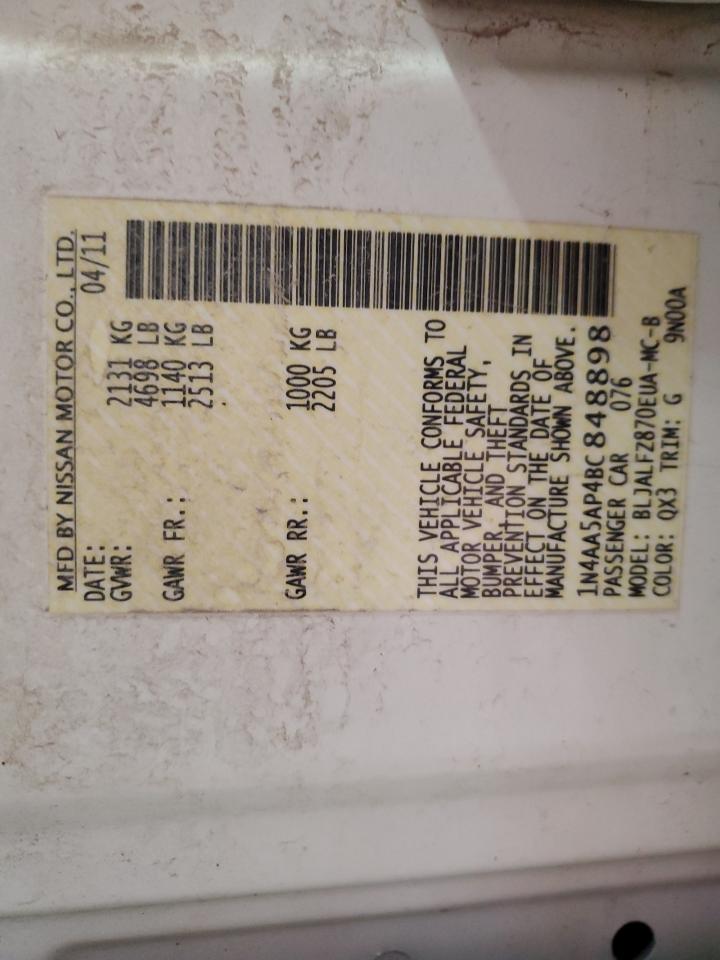 MFD BY NISSAN MOTOR CO., LTD.
DATE: 04/11
GVWR: 2131 KG
4698 LB
GAWR FR.: 1140 KG
2513 LB
GAWR RR.: 1000 KG
2205 LB
THIS VEHICLE CONFORMS TO
ALL APPLICABLE FEDERAL
MOTOR VEHICLE SAFETY,
BUMPER, AND THEFT
PREVENTION STANDARDS IN
EFFECT ON THE DATE OF
MANUFACTURE SHOWN ABOVE.
1N4AA5AP4BC848898
PASSENGER CAR 076
MODEL: BLJALFZ870EUA-MC-B
COLOR: QX3 TRIM: G 9N00A